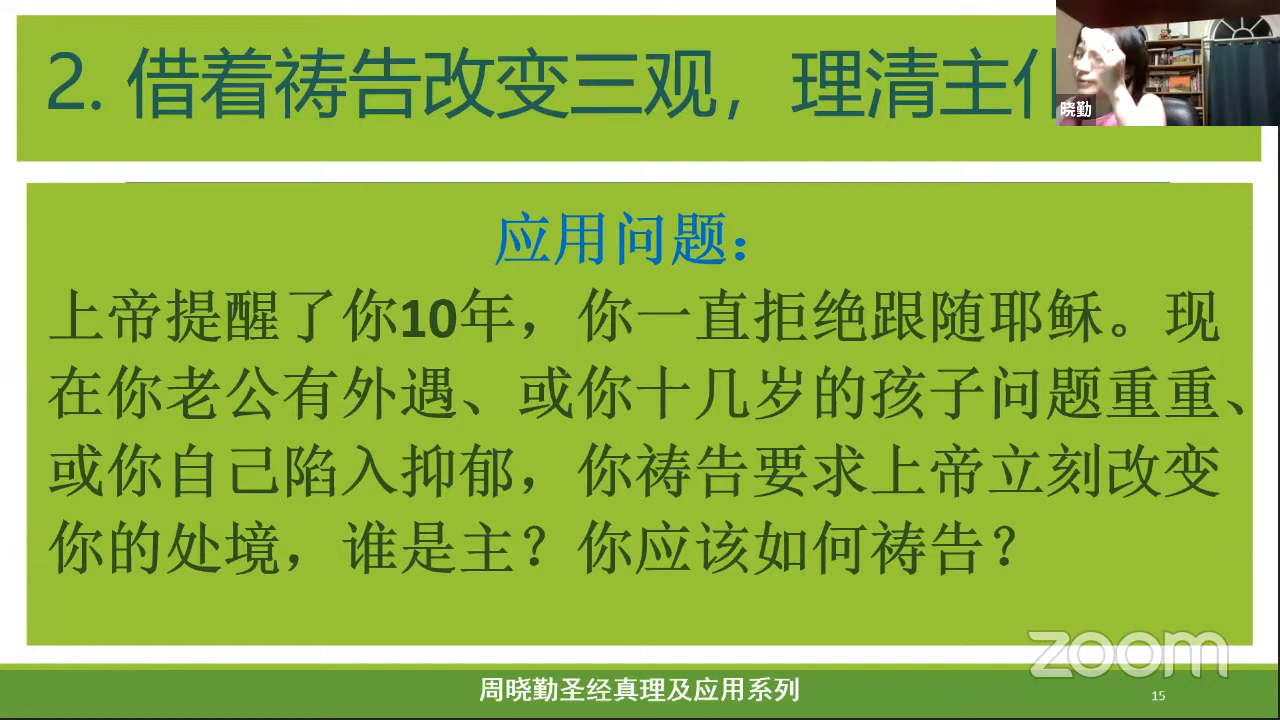 2. 借着祷告改变三观，理清主
晓勤
应用问题：
上帝提醒了你10年，你一直拒绝跟随耶稣。现
在你老公有外遇、或你十几岁的孩子问题重重、
或你自己陷入抑郁，你祷告要求上帝立刻改变
你的处境，谁是主？你应该如何祷告？
zoom
周晓勤圣经真理及应用系列
15